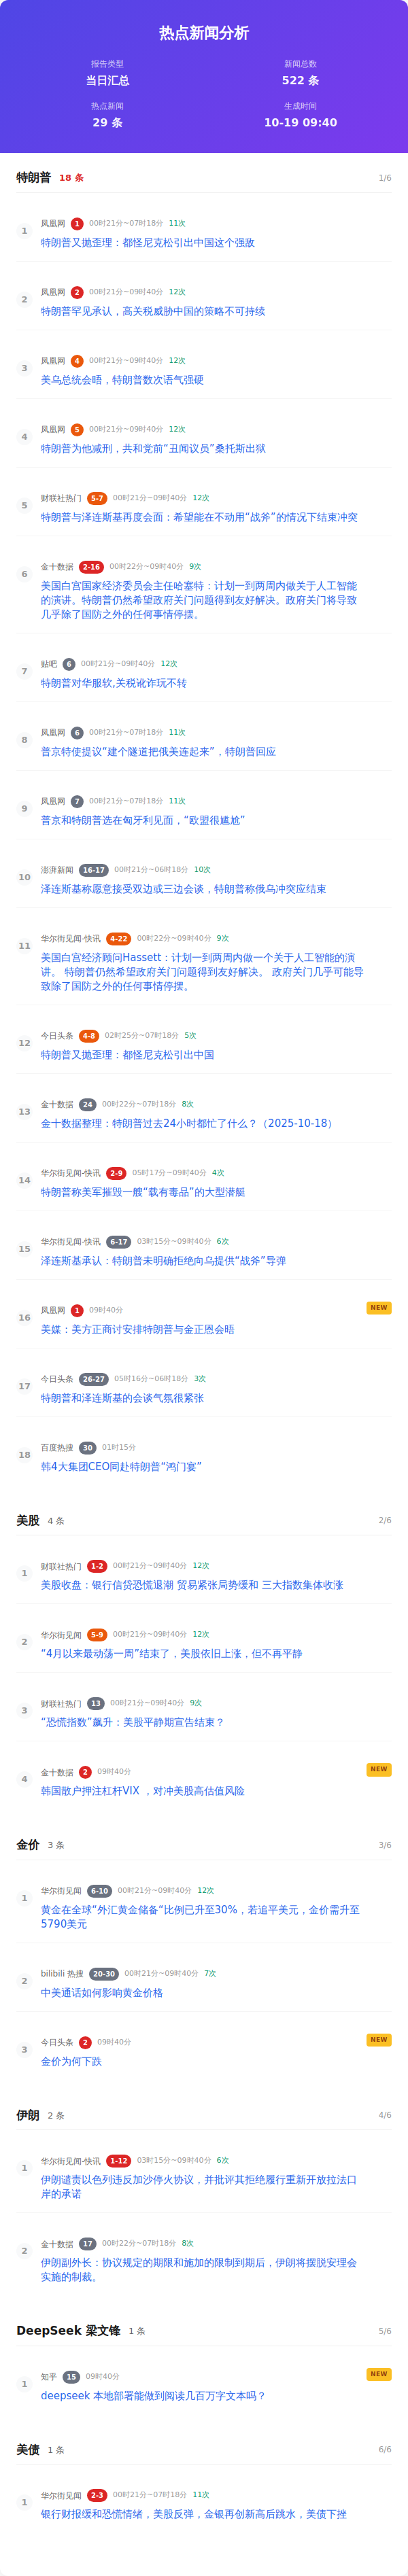 热点新闻分析
报告类型
当日汇总
新闻总数
522 条
热点新闻
29 条
生成时间
10-19 09:40
特朗普 18 条 1/6
1
凤凰网 1 00时21分~09时40分 11次
特朗普又抛歪理：都怪尼克松引出中国这个强敌
2
凤凰网 2 00时21分~09时40分 12次
特朗普罕见承认，高关税威胁中国的策略不可持续
3
凤凰网 4 00时21分~09时40分 12次
美乌总统会晤，特朗普数次语气强硬
4
凤凰网 5 00时21分~09时40分 12次
特朗普为他减刑，共和党前“丑闻议员”桑托斯出狱
5
财联社热门 5-7 00时21分~09时40分 12次
特朗普与泽连斯基再度会面：希望能在不动用“战斧”的情况下结束冲突
6
金十数据 2-16 00时22分~09时40分 9次
美国白宫国家经济委员会主任哈塞特：计划一到两周内做关于人工智能
的演讲。特朗普仍然希望政府关门问题得到友好解决。政府关门将导致
几乎除了国防之外的任何事情停摆。
7
贴吧 6 00时21分~09时40分 12次
特朗普对华服软,关税讹诈玩不转
8
凤凰网 6 00时21分~07时18分 11次
普京特使提议“建个隧道把俄美连起来”，特朗普回应
9
凤凰网 7 00时21分~07时18分 11次
普京和特朗普选在匈牙利见面，“欧盟很尴尬”
10
澎湃新闻 16-17 00时21分~06时18分 10次
泽连斯基称愿意接受双边或三边会谈，特朗普称俄乌冲突应结束
11
华尔街见闻-快讯 4-22 00时22分~09时40分 9次
美国白宫经济顾问Hassett：计划一到两周内做一个关于人工智能的演
讲。 特朗普仍然希望政府关门问题得到友好解决。 政府关门几乎可能导
致除了国防之外的任何事情停摆。
12
今日头条 4-8 02时25分~07时18分 5次
特朗普又抛歪理：都怪尼克松引出中国
13
金十数据 24 00时22分~07时18分 8次
金十数据整理：特朗普过去24小时都忙了什么？（2025-10-18）
14
华尔街见闻-快讯 2-9 05时17分~09时40分 4次
特朗普称美军摧毁一艘“载有毒品”的大型潜艇
15
华尔街见闻-快讯 6-17 03时15分~09时40分 6次
泽连斯基承认：特朗普未明确拒绝向乌提供“战斧”导弹
16
凤凰网 1 09时40分 NEW
美媒：美方正商讨安排特朗普与金正恩会晤
17
今日头条 26-27 05时16分~06时18分 3次
特朗普和泽连斯基的会谈气氛很紧张
18
百度热搜 30 01时15分
韩4大集团CEO同赴特朗普“鸿门宴”
美股 4 条 2/6
1
财联社热门 1-2 00时21分~09时40分 12次
美股收盘：银行信贷恐慌退潮 贸易紧张局势缓和 三大指数集体收涨
2
华尔街见闻 5-9 00时21分~09时40分 12次
“4月以来最动荡一周”结束了，美股依旧上涨，但不再平静
3
财联社热门 13 00时21分~09时40分 9次
“恐慌指数”飙升：美股平静期宣告结束？
4
金十数据 2 09时40分 NEW
韩国散户押注杠杆VIX ，对冲美股高估值风险
金价 3 条 3/6
1
华尔街见闻 6-10 00时21分~09时40分 12次
黄金在全球“外汇黄金储备”比例已升至30%，若追平美元，金价需升至
5790美元
2
bilibili 热搜 20-30 00时21分~09时40分 7次
中美通话如何影响黄金价格
3
今日头条 2 09时40分 NEW
金价为何下跌
伊朗 2 条 4/6
1
华尔街见闻-快讯 1-12 03时15分~09时40分 6次
伊朗谴责以色列违反加沙停火协议，并批评其拒绝履行重新开放拉法口
岸的承诺
2
金十数据 17 00时22分~07时18分 8次
伊朗副外长：协议规定的期限和施加的限制到期后，伊朗将摆脱安理会
实施的制裁。
DeepSeek 梁文锋 1 条 5/6
1
知乎 15 09时40分 NEW
deepseek 本地部署能做到阅读几百万字文本吗？
美债 1 条 6/6
1
华尔街见闻 2-3 00时21分~07时18分 11次
银行财报缓和恐慌情绪，美股反弹，金银再创新高后跳水，美债下挫